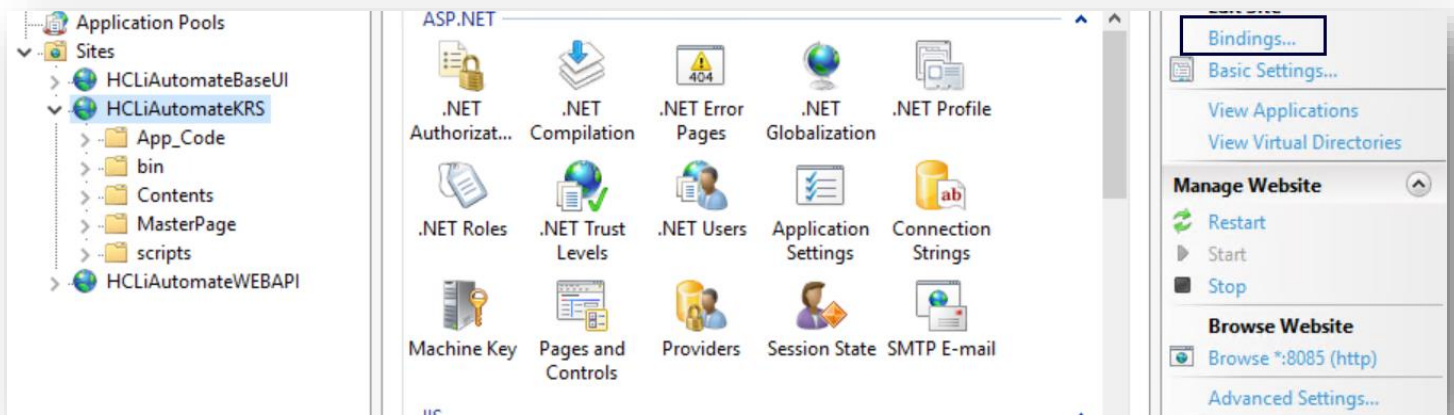 Application Pools
Sites
HCLiAutomateBaseUI
HCLiAutomateKRS
App_Code
bin
Contents
MasterPage
scripts
HCLiAutomateWEBAPI
ASP.NET
.NET
Authorizat...
.NET
Compilation
.NET Error
Pages
404
.NET
Globalization
.NET Profile
.NET Roles
.NET Trust
Levels
.NET Users
Application
Settings
ab
Connection
Strings
Machine Key
Pages and
Controls
Providers
Session State
SMTP E-mail
IIS
Edit Site
Bindings...
Basic Settings...
View Applications
View Virtual Directories
Manage Website
Restart
Start
Stop
Browse Website
Browse *:8085 (http)
Advanced Settings...